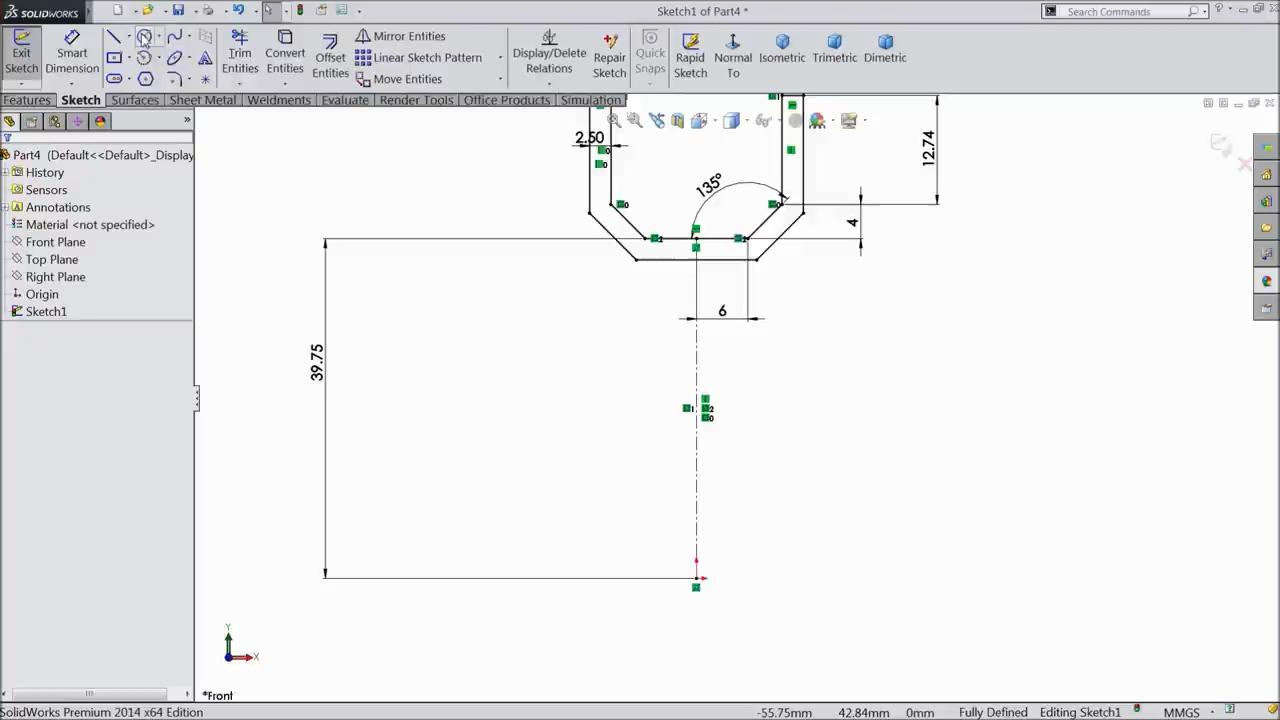 SOLIDWORKS
Sketch1 of Part4 *
Search Commands
Exit Sketch
Smart Dimension
Trim Entities
Convert Entities
Offset Entities
Mirror Entities
Linear Sketch Pattern
Move Entities
Display/Delete Relations
Repair Sketch
Quick Snaps
Rapid Sketch
Normal To
Isometric
Trimetric
Dimetric
Features
Sketch
Surfaces
Sheet Metal
Weldments
Evaluate
Render Tools
Office Products
Simulation
Part4 (Default<<Default>_Display
History
Sensors
Annotations
Material <not specified>
Front Plane
Top Plane
Right Plane
Origin
Sketch1
2.50
135°
12.74
4
6
39.75
Y
X
*Front
SolidWorks Premium 2014 x64 Edition
-55.75mm
42.84mm
0mm
Fully Defined
Editing Sketch1
MMGS